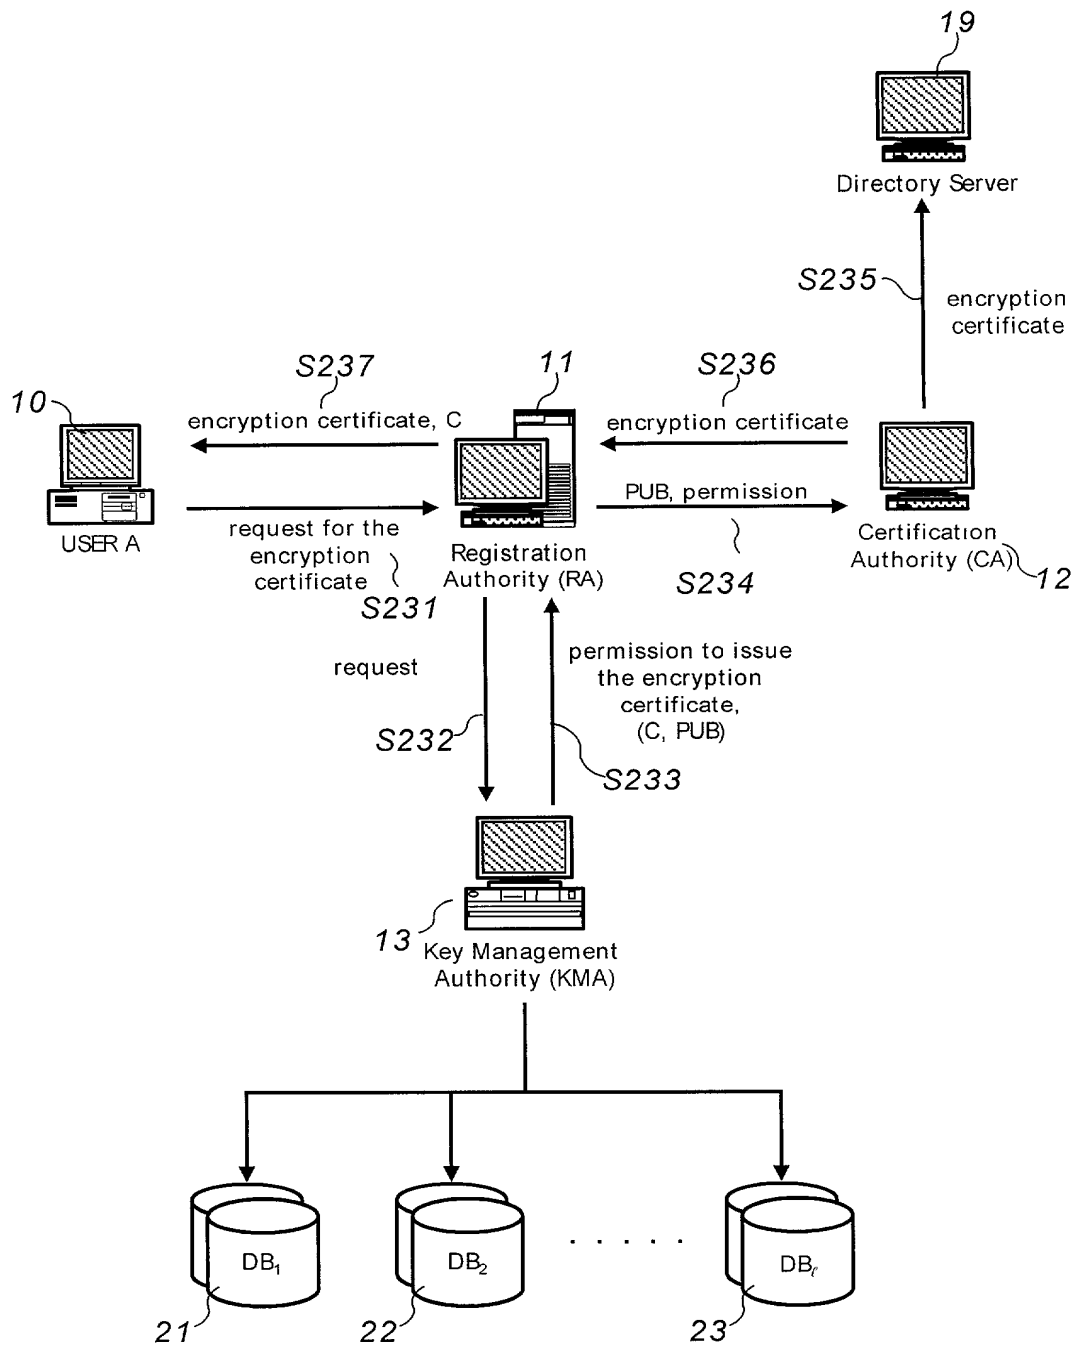 19
Directory Server
S235
encryption
certificate
S237
11
S236
10
encryption certificate, C
encryption certificate
PUB, permission
USER A
request for the
encryption
certificate
Registration
Authority (RA)
Certification
Authority (CA)
12
S231
S234
request
permission to issue
the encryption
certificate,
(C, PUB)
S232
S233
13
Key Management
Authority (KMA)
DB1
DB2
. . . . .
DBℓ
21
22
23